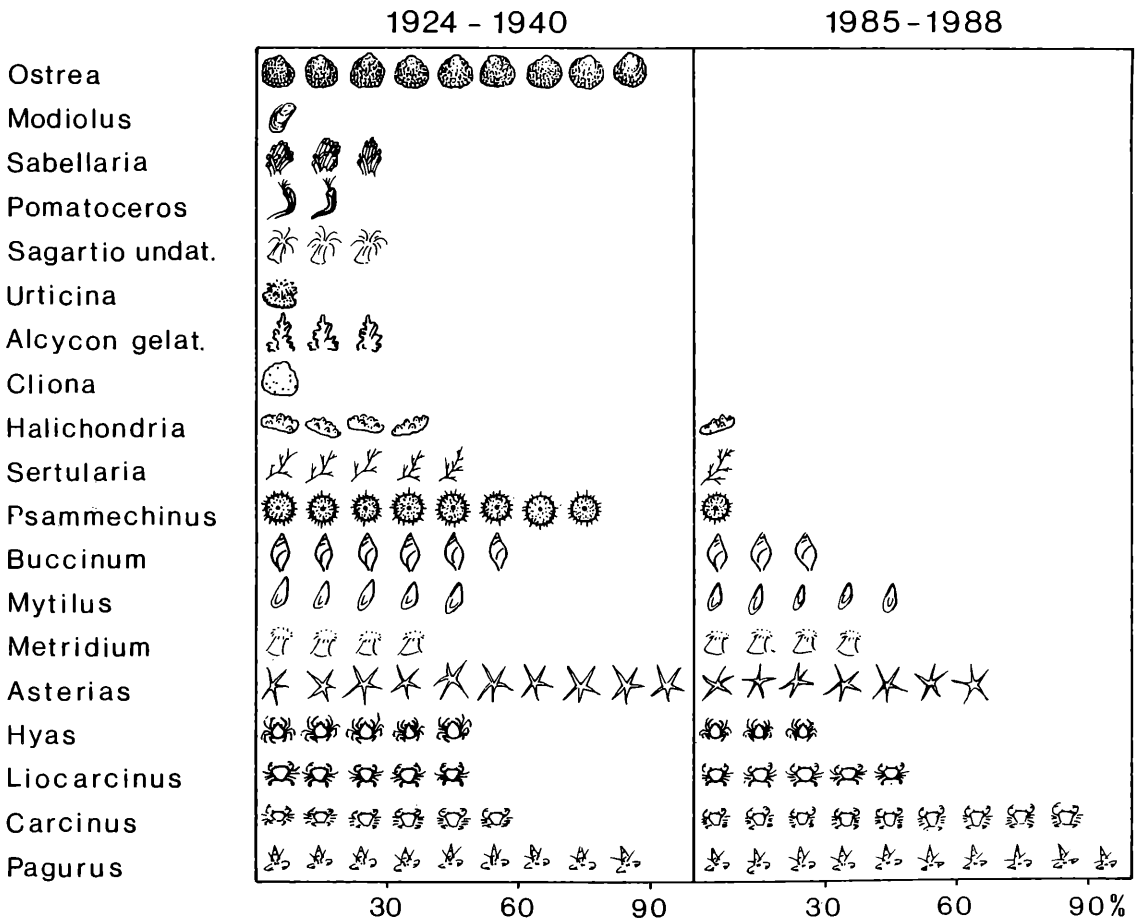 1924 - 1940 1985 - 1988
Ostrea
Modiolus
Sabellaria
Pomatoceros
Sagartio undat.
Urticina
Alcycon gelat.
Cliona
Halichondria
Sertularia
Psammechinus
Buccinum
Mytilus
Metridium
Asterias
Hyas
Liocarcinus
Carcinus
Pagurus
30 60 90 30 60 90 %